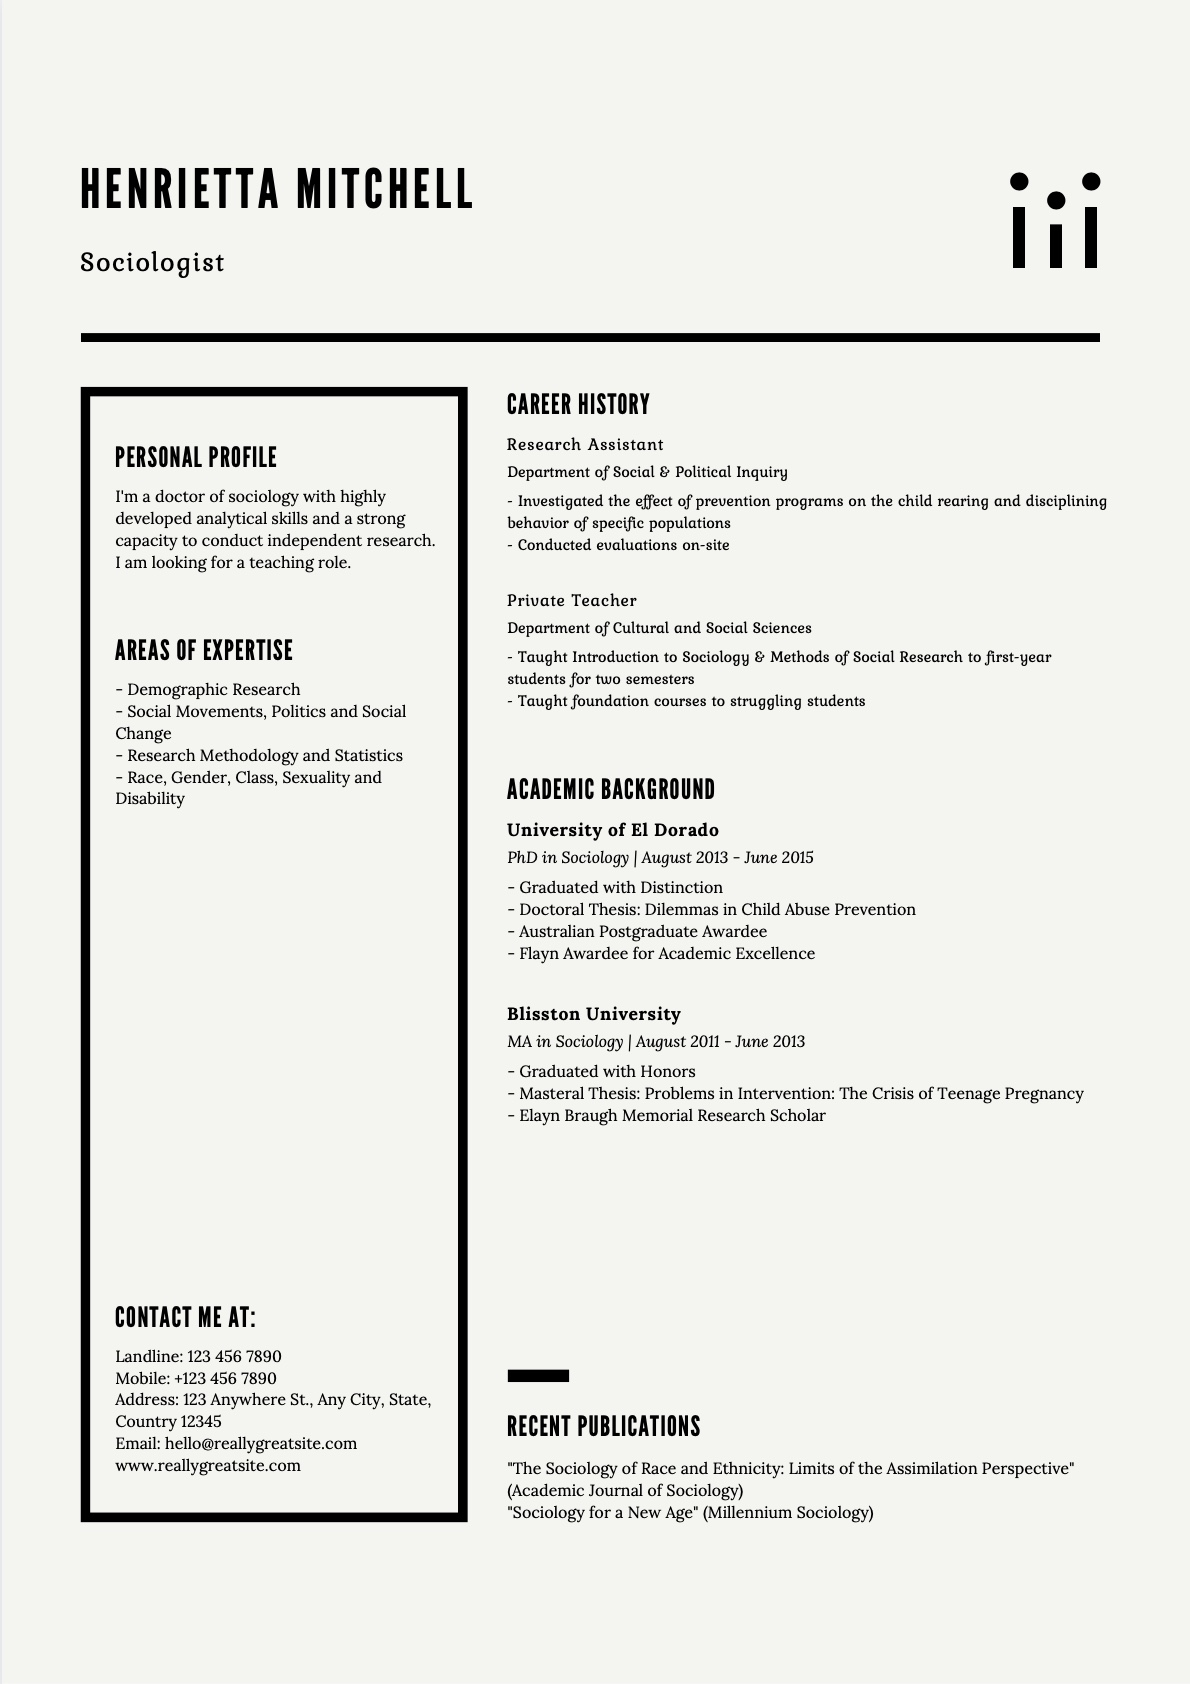 HENRIETTA MITCHELL
Sociologist
PERSONAL PROFILE
I'm a doctor of sociology with highly
developed analytical skills and a strong
capacity to conduct independent research.
I am looking for a teaching role.
AREAS OF EXPERTISE
- Demographic Research
- Social Movements, Politics and Social
Change
- Research Methodology and Statistics
- Race, Gender, Class, Sexuality and
Disability
CONTACT ME AT:
Landline: 123 456 7890
Mobile: +123 456 7890
Address: 123 Anywhere St., Any City, State,
Country 12345
Email: hello@reallygreatsite.com
www.reallygreatsite.com
CAREER HISTORY
Research Assistant
Department of Social & Political Inquiry
- Investigated the effect of prevention programs on the child rearing and disciplining
behavior of specific populations
- Conducted evaluations on-site
Private Teacher
Department of Cultural and Social Sciences
- Taught Introduction to Sociology & Methods of Social Research to first-year
students for two semesters
- Taught foundation courses to struggling students
ACADEMIC BACKGROUND
University of El Dorado
PhD in Sociology | August 2013 - June 2015
- Graduated with Distinction
- Doctoral Thesis: Dilemmas in Child Abuse Prevention
- Australian Postgraduate Awardee
- Flayn Awardee for Academic Excellence
Blisston University
MA in Sociology | August 2011 - June 2013
- Graduated with Honors
- Masteral Thesis: Problems in Intervention: The Crisis of Teenage Pregnancy
- Elayn Braugh Memorial Research Scholar
RECENT PUBLICATIONS
"The Sociology of Race and Ethnicity: Limits of the Assimilation Perspective"
(Academic Journal of Sociology)
"Sociology for a New Age" (Millennium Sociology)